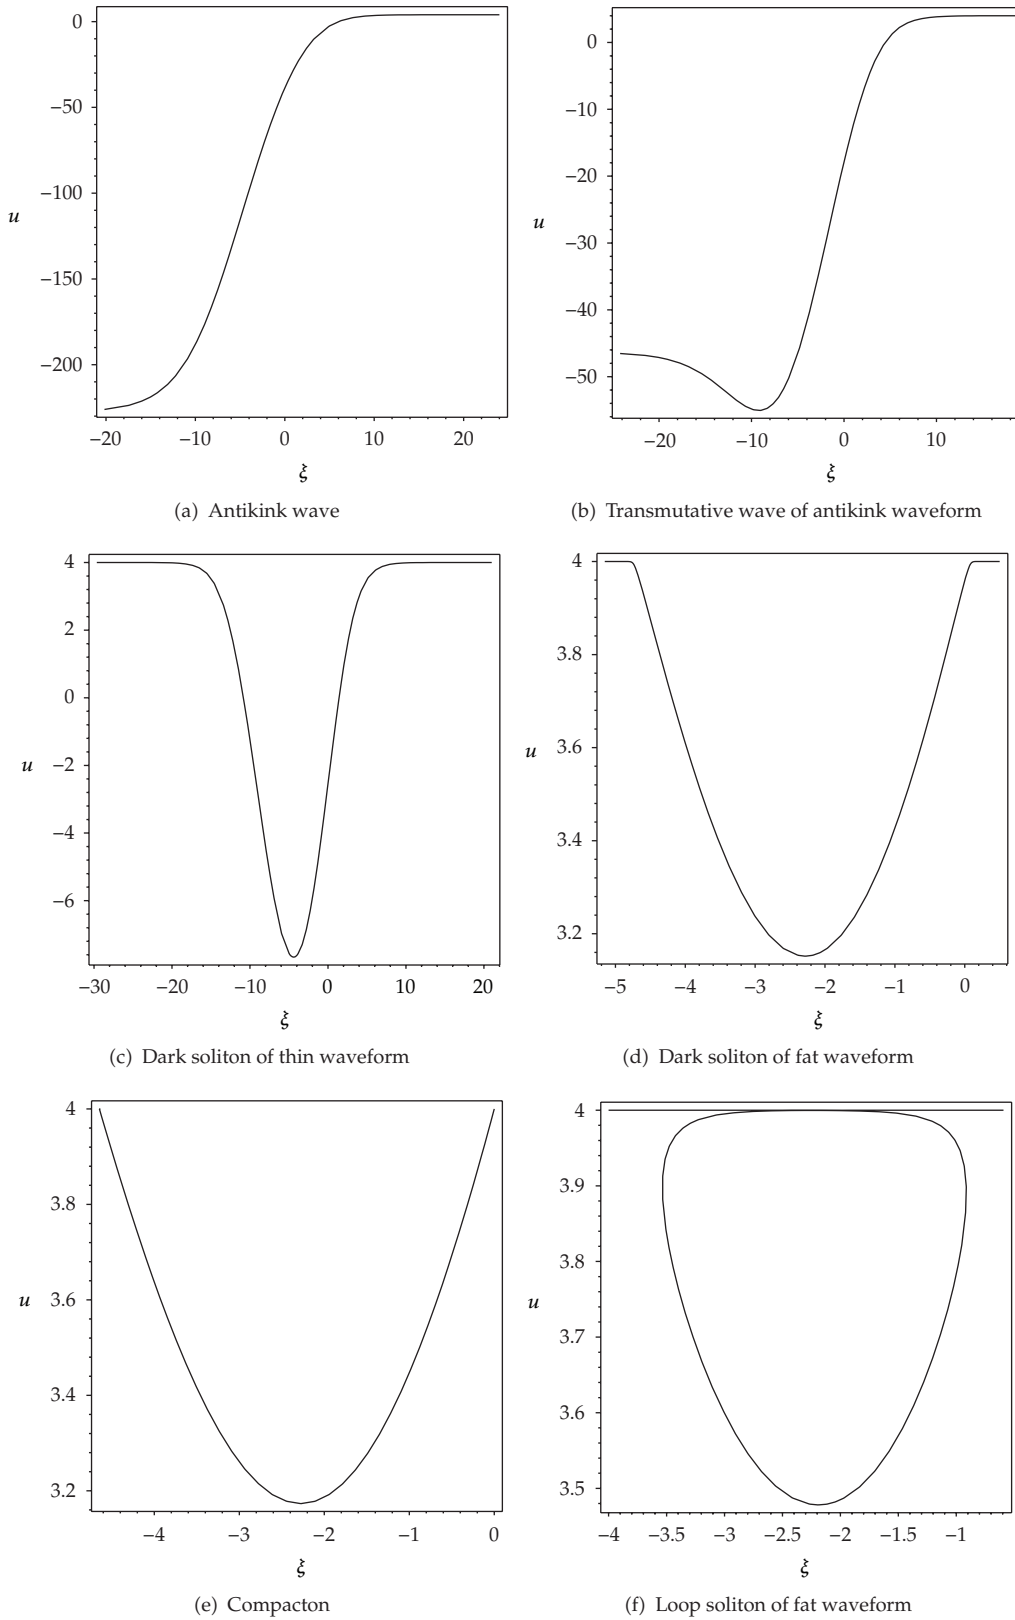 0
−50
−100
−150
−200
u
−20 −10 0 10 20
ξ
(a) Antikink wave
0
−10
−20
−30
−40
−50
u
−20 −10 0 10
ξ
(b) Transmutative wave of antikink waveform
4
2
0
−2
−4
−6
u
−30 −20 −10 0 10 20
ξ
(c) Dark soliton of thin waveform
4
3.8
3.6
3.4
3.2
u
−5 −4 −3 −2 −1 0
ξ
(d) Dark soliton of fat waveform
4
3.8
3.6
3.4
3.2
u
−4 −3 −2 −1 0
ξ
(e) Compacton
4
3.9
3.8
3.7
3.6
3.5
u
−4 −3.5 −3 −2.5 −2 −1.5 −1
ξ
(f) Loop soliton of fat waveform